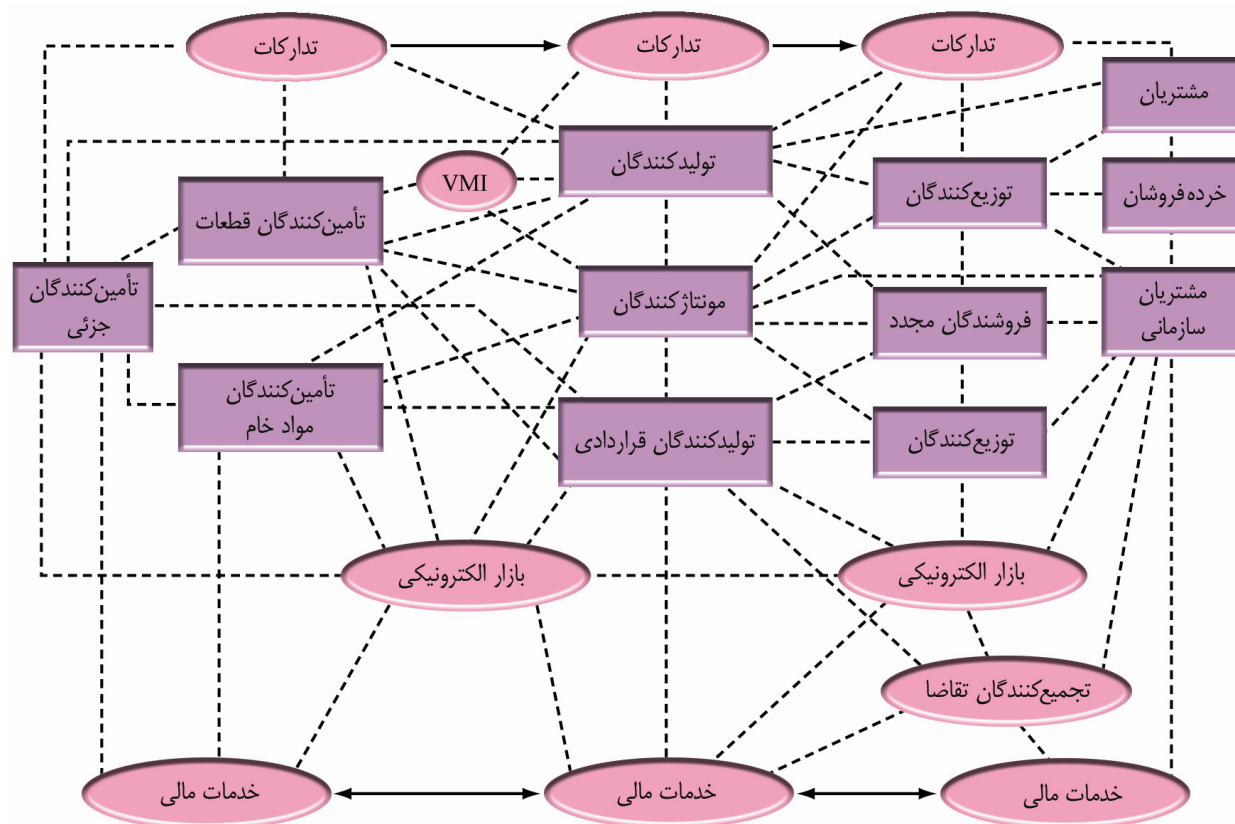 تدارکات
تدارکات
تدارکات
مشتریان
تولیدکنندگان
VMI
توزیع‌کنندگان
خرده‌فروشان
تأمین‌کنندگان قطعات
تأمین‌کنندگان
جزئی
مونتاژکنندگان
فروشندگان مجدد
مشتریان
سازمانی
تأمین‌کنندگان
مواد خام
تولیدکنندگان قراردادی
توزیع‌کنندگان
بازار الکترونیکی
بازار الکترونیکی
تجمیع‌کنندگان تقاضا
خدمات مالی
خدمات مالی
خدمات مالی